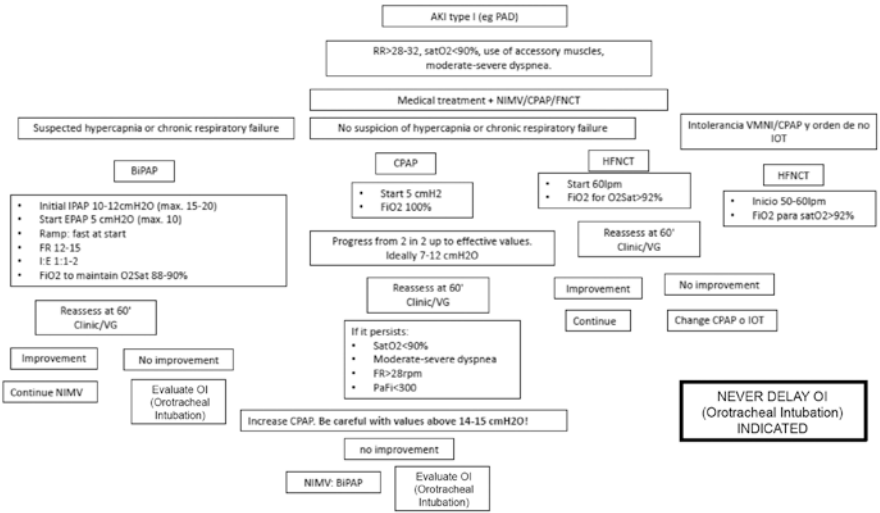 AKI type I (eg PAD)
RR>28-32, satO2<90%, use of accessory muscles,
moderate-severe dyspnea.
Medical treatment + NIMV/CPAP/FNCT
Suspected hypercapnia or chronic respiratory failure
No suspicion of hypercapnia or chronic respiratory failure
Intolerancia VMNI/CPAP y orden de no
IOT
BiPAP
• Initial IPAP 10-12cmH2O (max. 15-20)
• Start EPAP 5 cmH2O (max. 10)
• Ramp: fast at start
• FR 12-15
• I:E 1:1-2
• FiO2 to maintain O2Sat 88-90%
Reassess at 60'
Clinic/VG
Improvement
No improvement
Continue NIMV
Evaluate OI
(Orotracheal
Intubation)
CPAP
• Start 5 cmH2
• FiO2 100%
Progress from 2 in 2 up to effective values.
Ideally 7-12 cmH2O
Reassess at 60'
Clinic/VG
If it persists:
• SatO2<90%
• Moderate-severe dyspnea
• FR>28rpm
• PaFi<300
Increase CPAP. Be careful with values above 14-15 cmH2O!
no improvement
NIMV: BiPAP
Evaluate OI
(Orotracheal
Intubation)
HFNCT
• Start 60lpm
• FiO2 for O2Sat>92%
Reassess at 60'
Clinic/VG
Improvement
No improvement
Continue
Change CPAP o IOT
HFNCT
• Inicio 50-60lpm
• FiO2 para satO2>92%
NEVER DELAY OI
(Orotracheal Intubation)
INDICATED